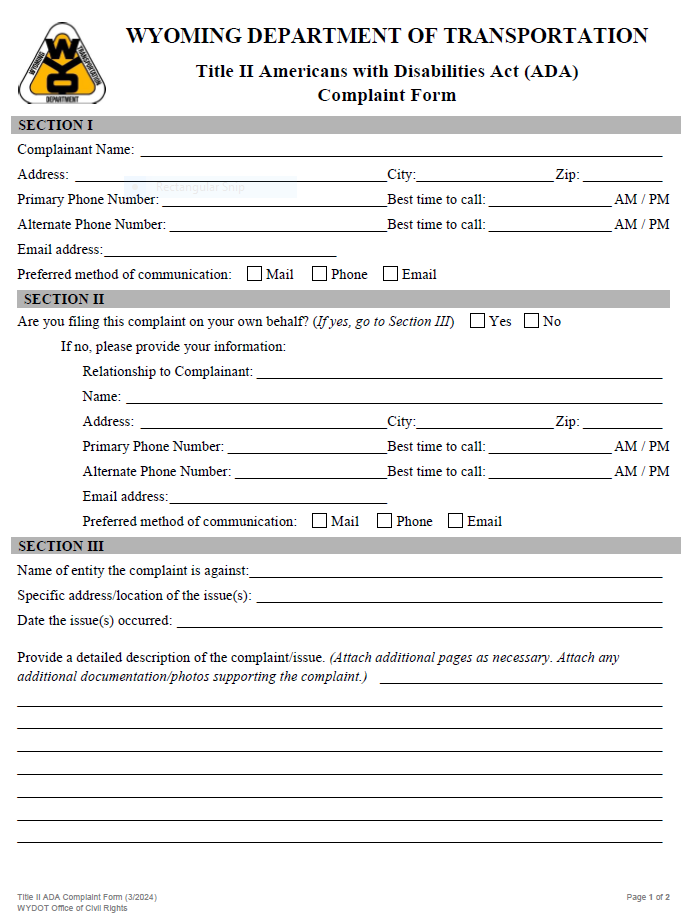 WYOMING DEPARTMENT OF TRANSPORTATION
WYOMING
TRANSPORTATION
WYO
DEPARTMENT
Title II Americans with Disabilities Act (ADA)
Complaint Form
SECTION I
Complainant Name:
Address: City: Zip:
Rectangular Snip
Primary Phone Number: Best time to call: AM / PM
Alternate Phone Number: Best time to call: AM / PM
Email address:
Preferred method of communication: Mail Phone Email
SECTION II
Are you filing this complaint on your own behalf? (If yes, go to Section III) Yes No
If no, please provide your information:
Relationship to Complainant:
Name:
Address: City: Zip:
Primary Phone Number: Best time to call: AM / PM
Alternate Phone Number: Best time to call: AM / PM
Email address:
Preferred method of communication: Mail Phone Email
SECTION III
Name of entity the complaint is against:
Specific address/location of the issue(s):
Date the issue(s) occurred:
Provide a detailed description of the complaint/issue. (Attach additional pages as necessary. Attach any
additional documentation/photos supporting the complaint.)
Title II ADA Complaint Form (3/2024)
WYDOT Office of Civil Rights
Page 1 of 2